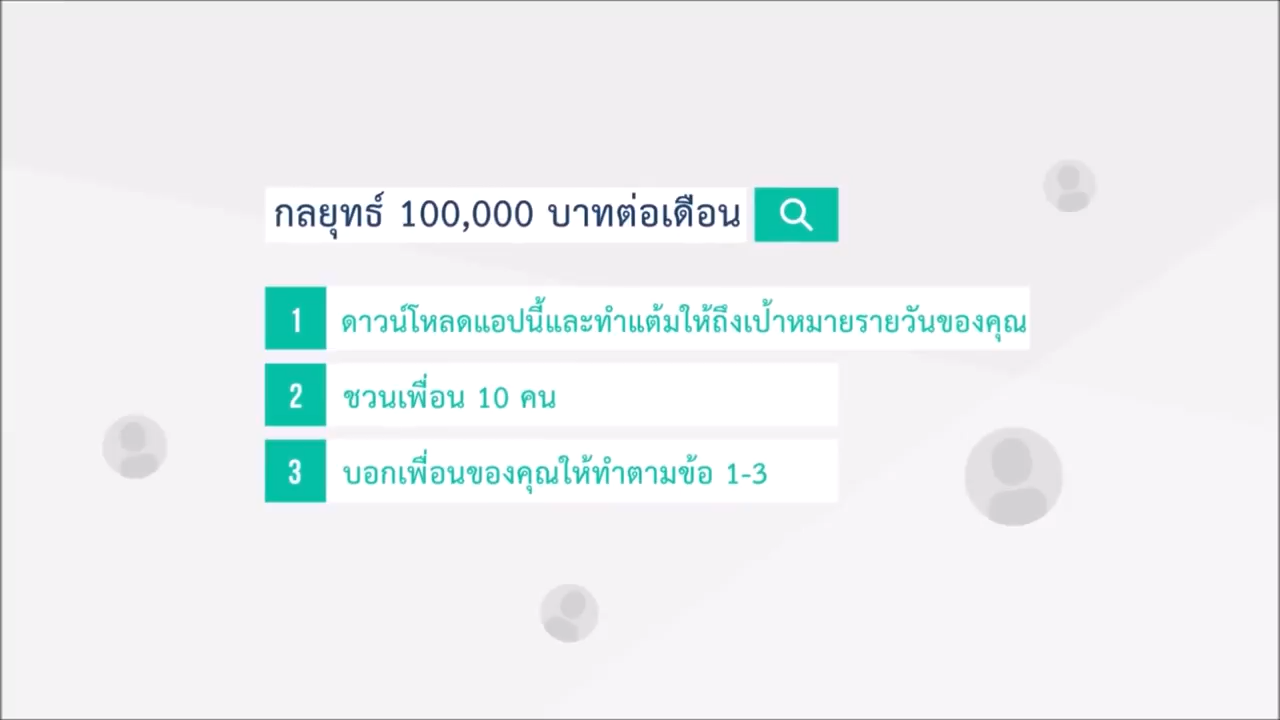 กลยุทธ์ 100,000 บาทต่อเดือน
1 ดาวน์โหลดแอปนี้และทำแต้มให้ถึงเป้าหมายรายวันของคุณ
2 ชวนเพื่อน 10 คน
3 บอกเพื่อนของคุณให้ทำตามข้อ 1-3